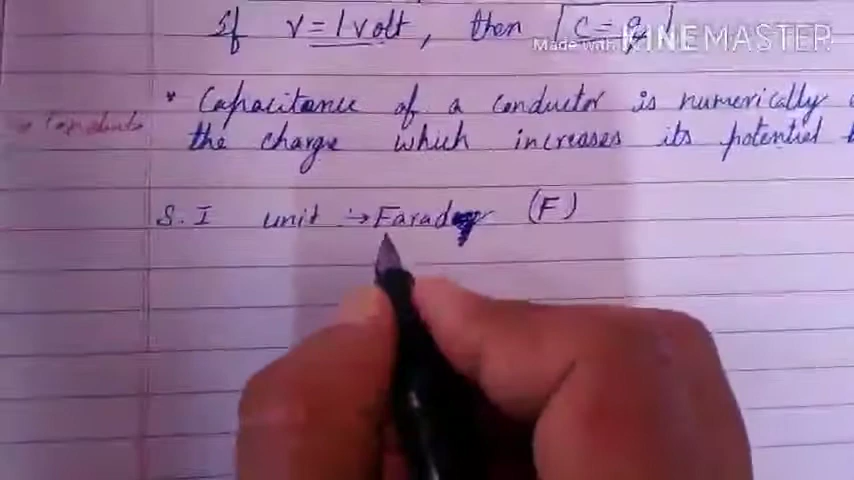 If V = 1 volt, then C = q
Made with KINEMASTER
* Capacitance of a conductor is numerically
the charge which increases its potential
S.I unit :→ Farad (F)